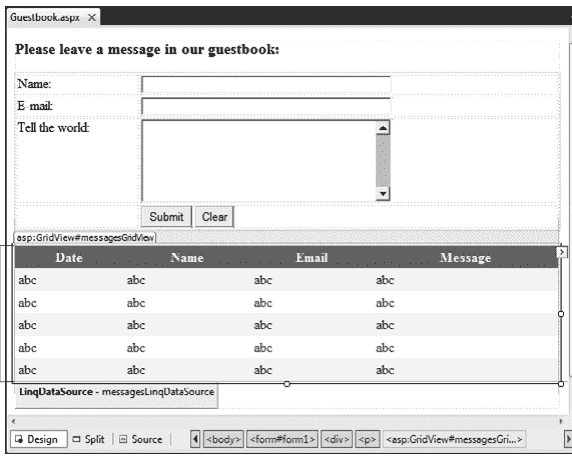 Guestbook.aspx
Please leave a message in our guestbook:
Name:
E-mail:
Tell the world:
Submit Clear
asp:GridView#messagesGridView
Date Name Email Message
abc abc abc abc
abc abc abc abc
abc abc abc abc
abc abc abc abc
abc abc abc abc
LinqDataSource - messagesLinqDataSource
Design Split Source <body> <form#form1> <div> <p> <asp:GridView#messagesGri...>